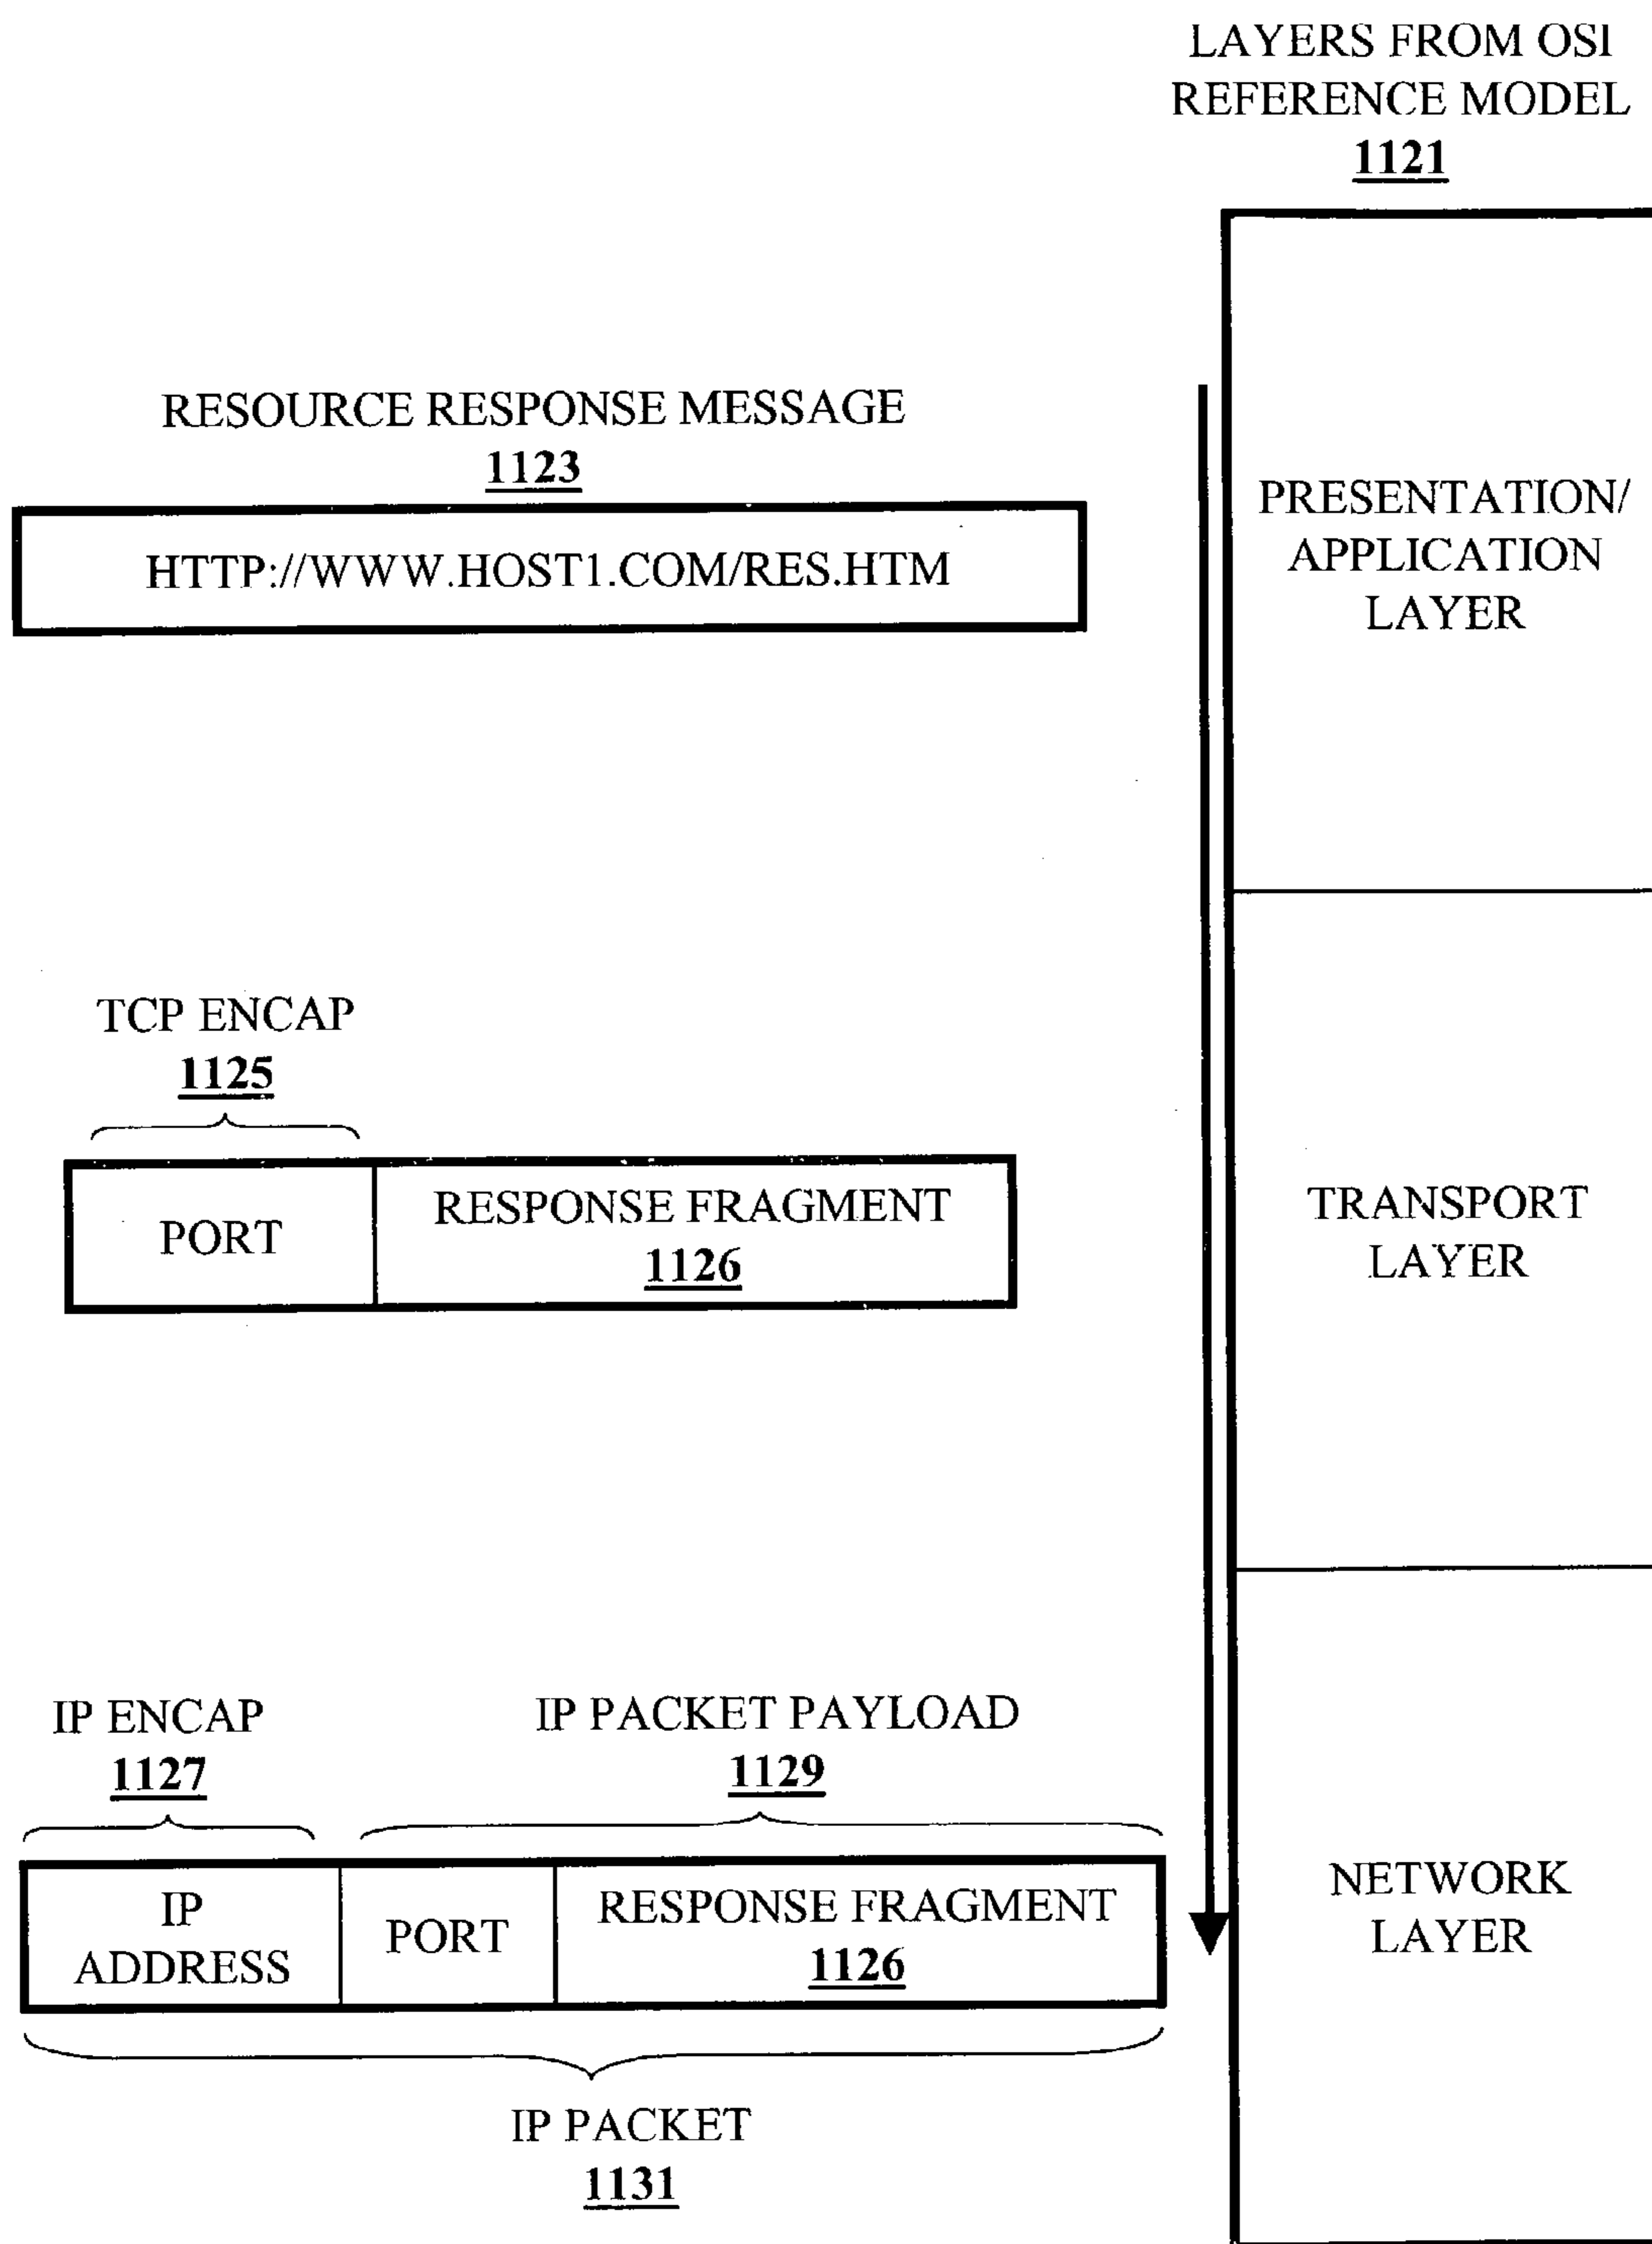 LAYERS FROM OSI
REFERENCE MODEL
1121
RESOURCE RESPONSE MESSAGE
1123
HTTP://WWW.HOST1.COM/RES.HTM
PRESENTATION/
APPLICATION
LAYER
TCP ENCAP
1125
PORT
RESPONSE FRAGMENT
1126
TRANSPORT
LAYER
IP ENCAP
1127
IP PACKET PAYLOAD
1129
IP
ADDRESS
PORT
RESPONSE FRAGMENT
1126
NETWORK
LAYER
IP PACKET
1131